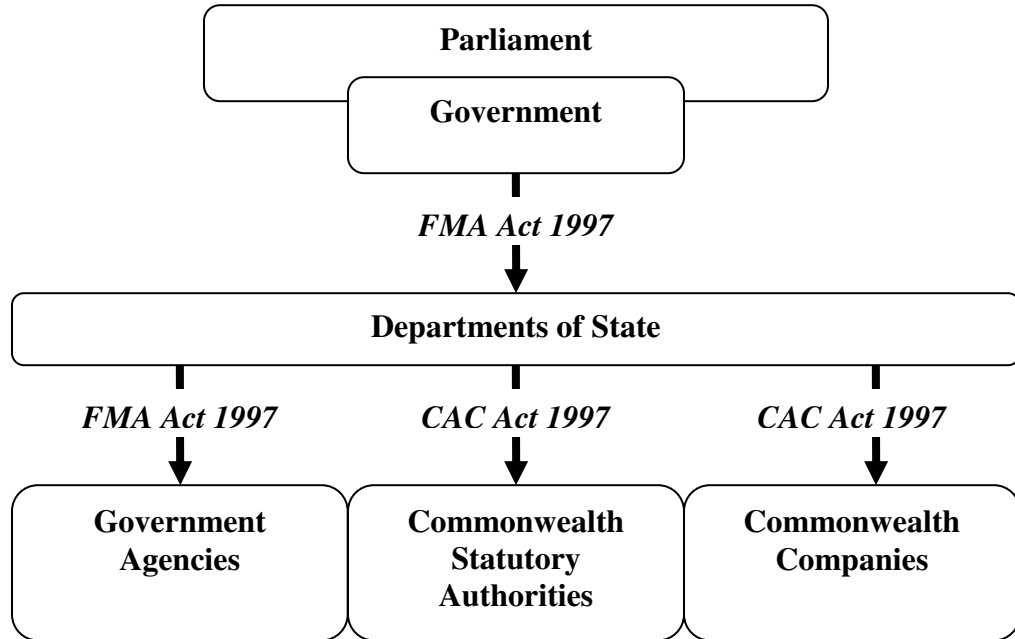 Parliament
Government
FMA Act 1997
Departments of State
FMA Act 1997
CAC Act 1997
CAC Act 1997
Government
Agencies
Commonwealth
Statutory
Authorities
Commonwealth
Companies